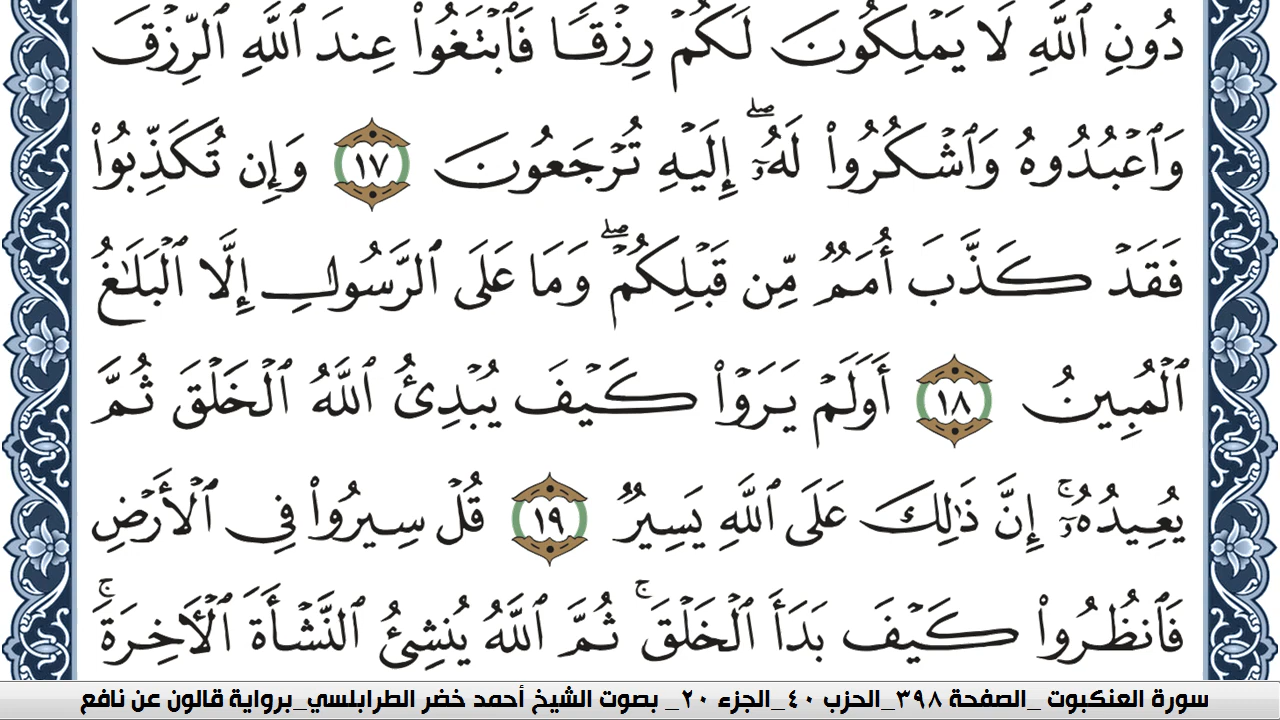 دُونِ ٱللَّهِ لَا يَمْلِكُونَ لَكُمْ رِزْقًا فَٱبْتَغُوا۟ عِندَ ٱللَّهِ ٱلرِّزْقَ
وَٱعْبُدُوهُ وَٱشْكُرُوا۟ لَهُۥٓۖ إِلَيْهِ تُرْجَعُونَ ١٧ وَإِن تُكَذِّبُوا۟
فَقَدْ كَذَّبَ أُمَمٌ مِّن قَبْلِكُمْۖ وَمَا عَلَى ٱلرَّسُولِ إِلَّا ٱلْبَلَٰغُ
ٱلْمُبِينُ ١٨ أَوَلَمْ يَرَوْا۟ كَيْفَ يُبْدِئُ ٱللَّهُ ٱلْخَلْقَ ثُمَّ
يُعِيدُهُۥٓۚ إِنَّ ذَٰلِكَ عَلَى ٱللَّهِ يَسِيرٌ ١٩ قُلْ سِيرُوا۟ فِى ٱلْأَرْضِ
فَٱنظُرُوا۟ كَيْفَ بَدَأَ ٱلْخَلْقَۚ ثُمَّ ٱللَّهُ يُنشِئُ ٱلنَّشْأَةَ ٱلْأَخِرَةَۚ
سورة العنكبوت _الصفحة ٣٩٨_الحزب ٤٠_الجزء ٢٠_ بصوت الشيخ أحمد خضر الطرابلسي_برواية قالون عن نافع